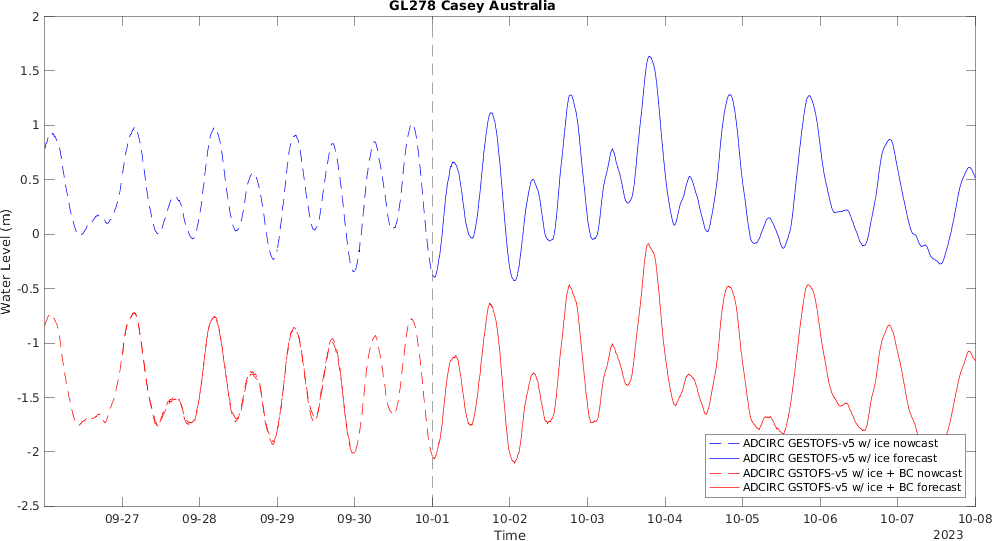 GL278 Casey Australia
2
1.5
1
0.5
0
-0.5
-1
-1.5
-2
-2.5
Water Level (m)
ADCIRC GESTOFS-v5 w/ ice nowcast
ADCIRC GESTOFS-v5 w/ ice forecast
ADCIRC GSTOFS-v5 w/ ice + BC nowcast
ADCIRC GSTOFS-v5 w/ ice + BC forecast
09-27 09-28 09-29 09-30 10-01 10-02 10-03 10-04 10-05 10-06 10-07 10-08
Time
2023